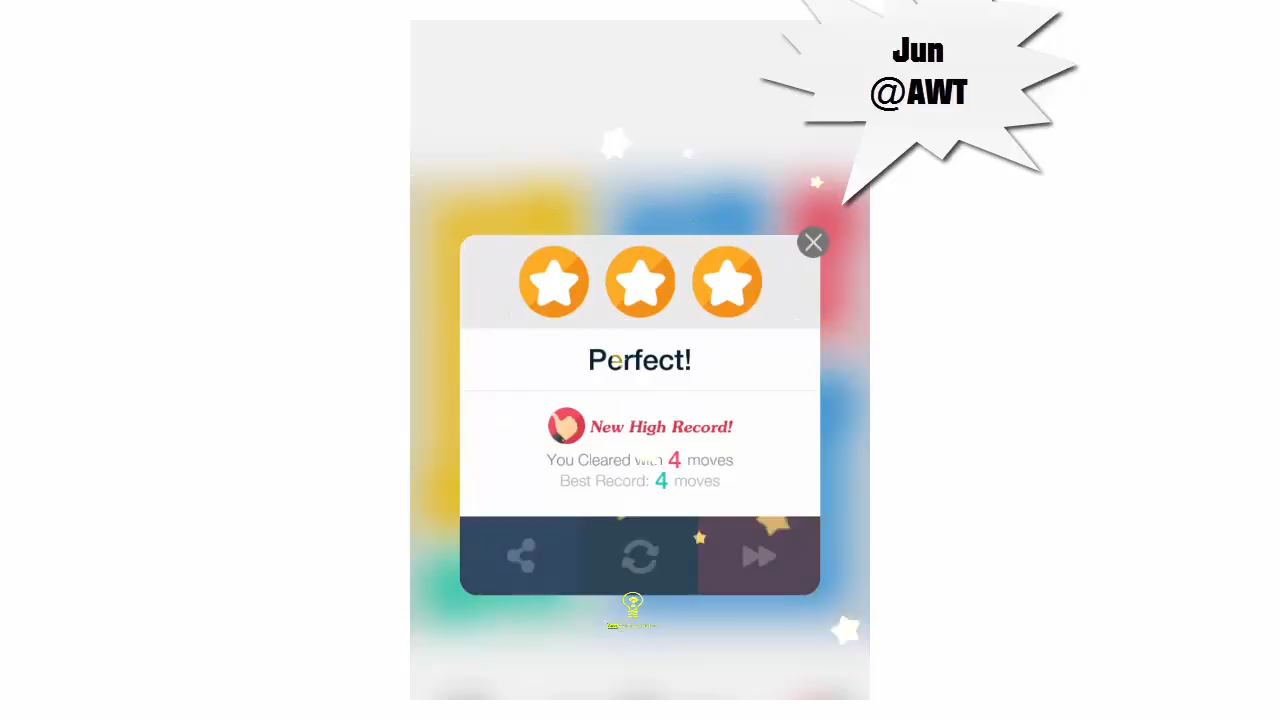 Jun
@AWT
Perfect!
New High Record!
You Cleared with 4 moves
Best Record: 4 moves